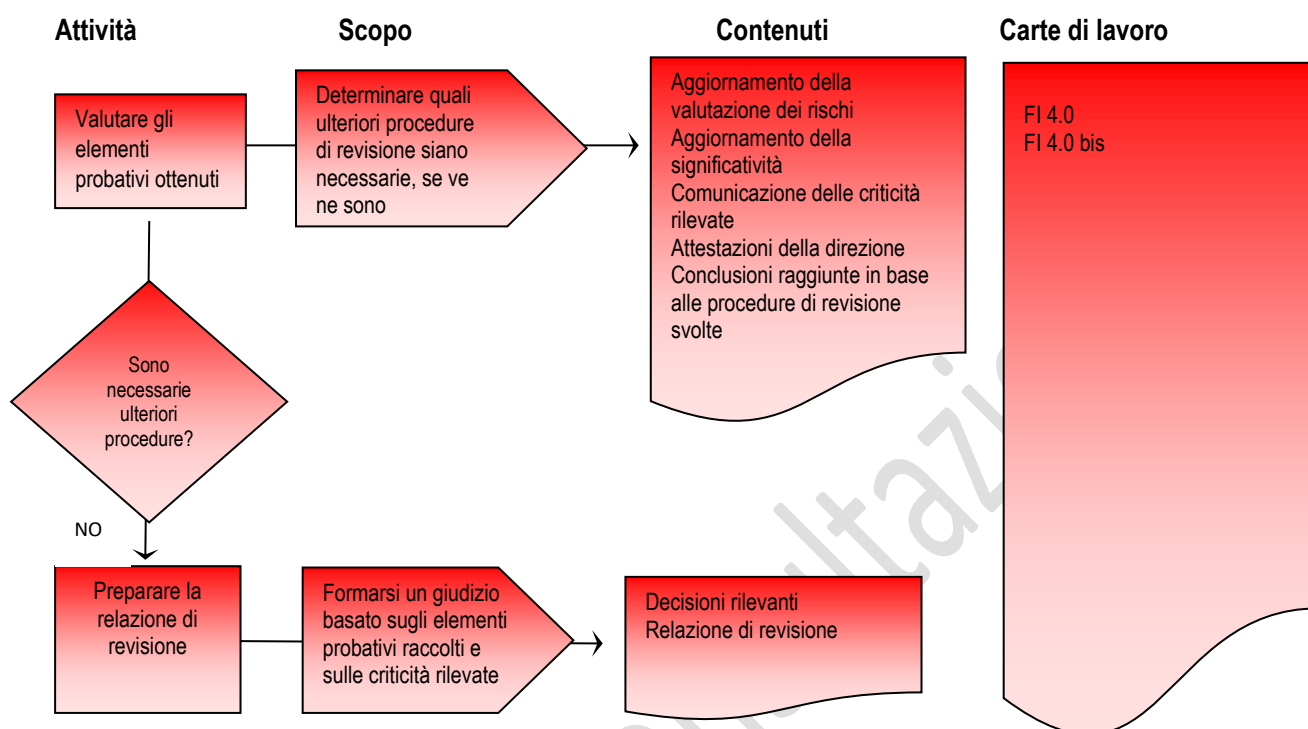 Attività
Scopo
Contenuti
Carte di lavoro
Valutare gli
elementi
probativi ottenuti
Determinare quali
ulteriori procedure
di revisione siano
necessarie, se ve
ne sono
Aggiornamento della
valutazione dei rischi
Aggiornamento della
significatività
Comunicazione delle criticità
rilevate
Attestazioni della direzione
Conclusioni raggiunte in base
alle procedure di revisione
svolte
FI 4.0
FI 4.0 bis
Sono
necessarie
ulteriori
procedure?
NO
Preparare la
relazione di
revisione
Formarsi un giudizio
basato sugli elementi
probativi raccolti e
sulle criticità rilevate
Decisioni rilevanti
Relazione di revisione